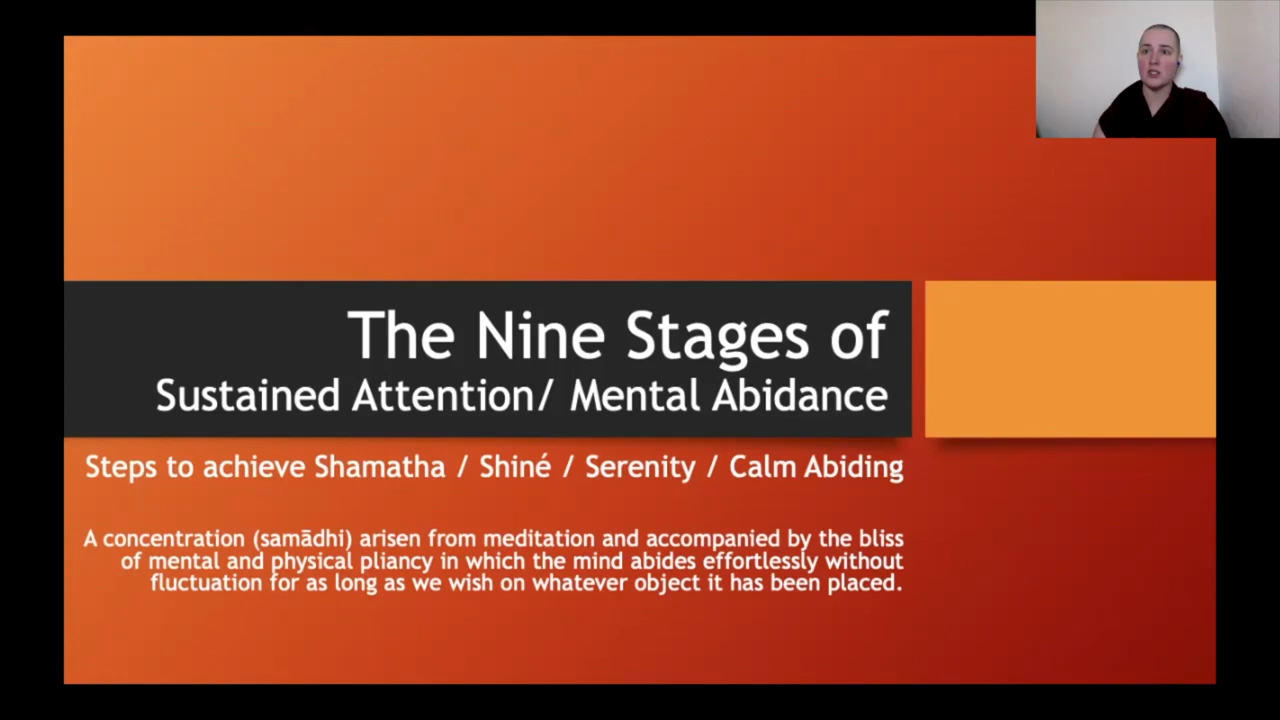 The Nine Stages of
Sustained Attention/ Mental Abidance
Steps to achieve Shamatha / Shiné / Serenity / Calm Abiding
A concentration (samādhi) arisen from meditation and accompanied by the bliss
of mental and physical pliancy in which the mind abides effortlessly without
fluctuation for as long as we wish on whatever object it has been placed.